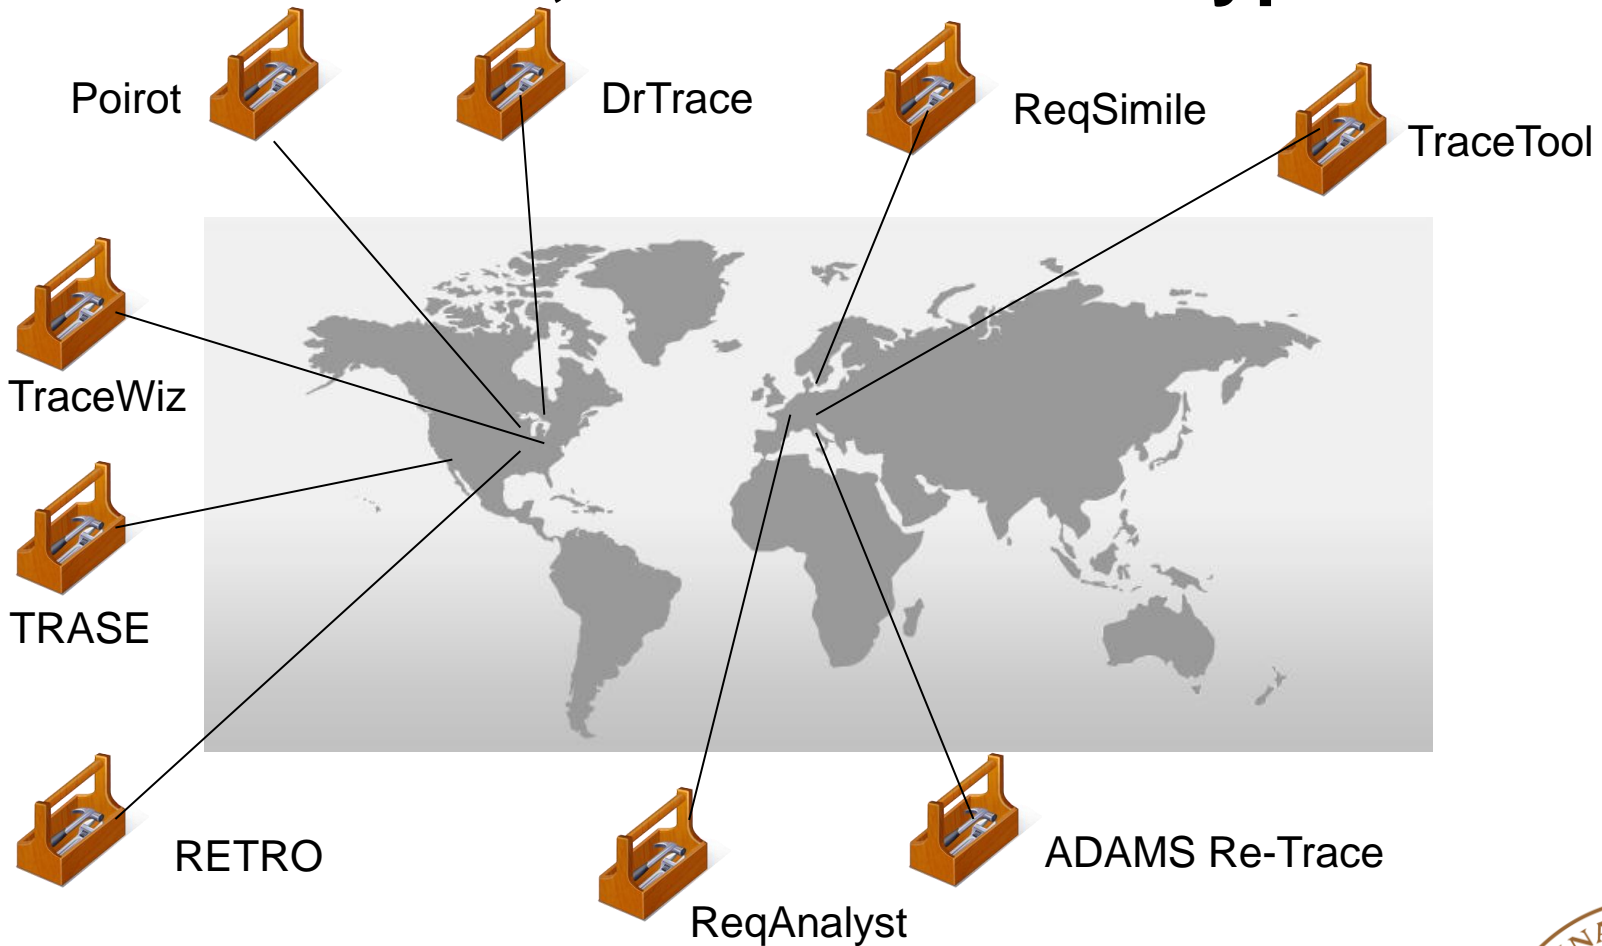 Poirot
DrTrace
ReqSimile
TraceTool
TraceWiz
TRASE
RETRO
ADAMS Re-Trace
ReqAnalyst